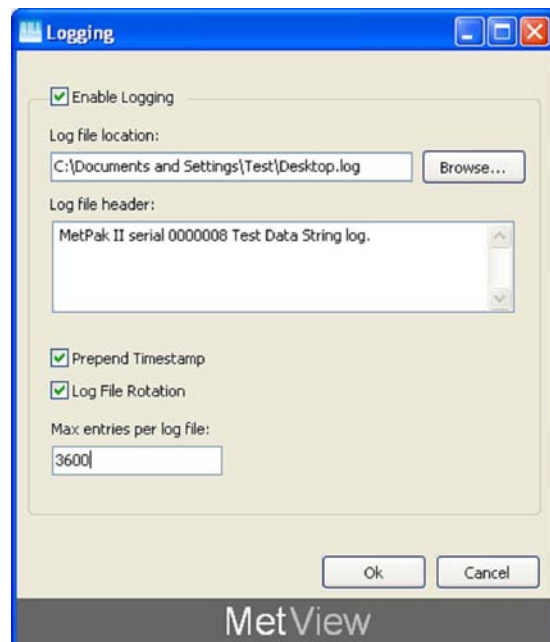 Logging
Enable Logging
Log file location:
C:\Documents and Settings\Test\Desktop.log
Browse...
Log file header:
MetPak II serial 0000008 Test Data String log.
Prepend Timestamp
Log File Rotation
Max entries per log file:
3600
Ok Cancel
MetView